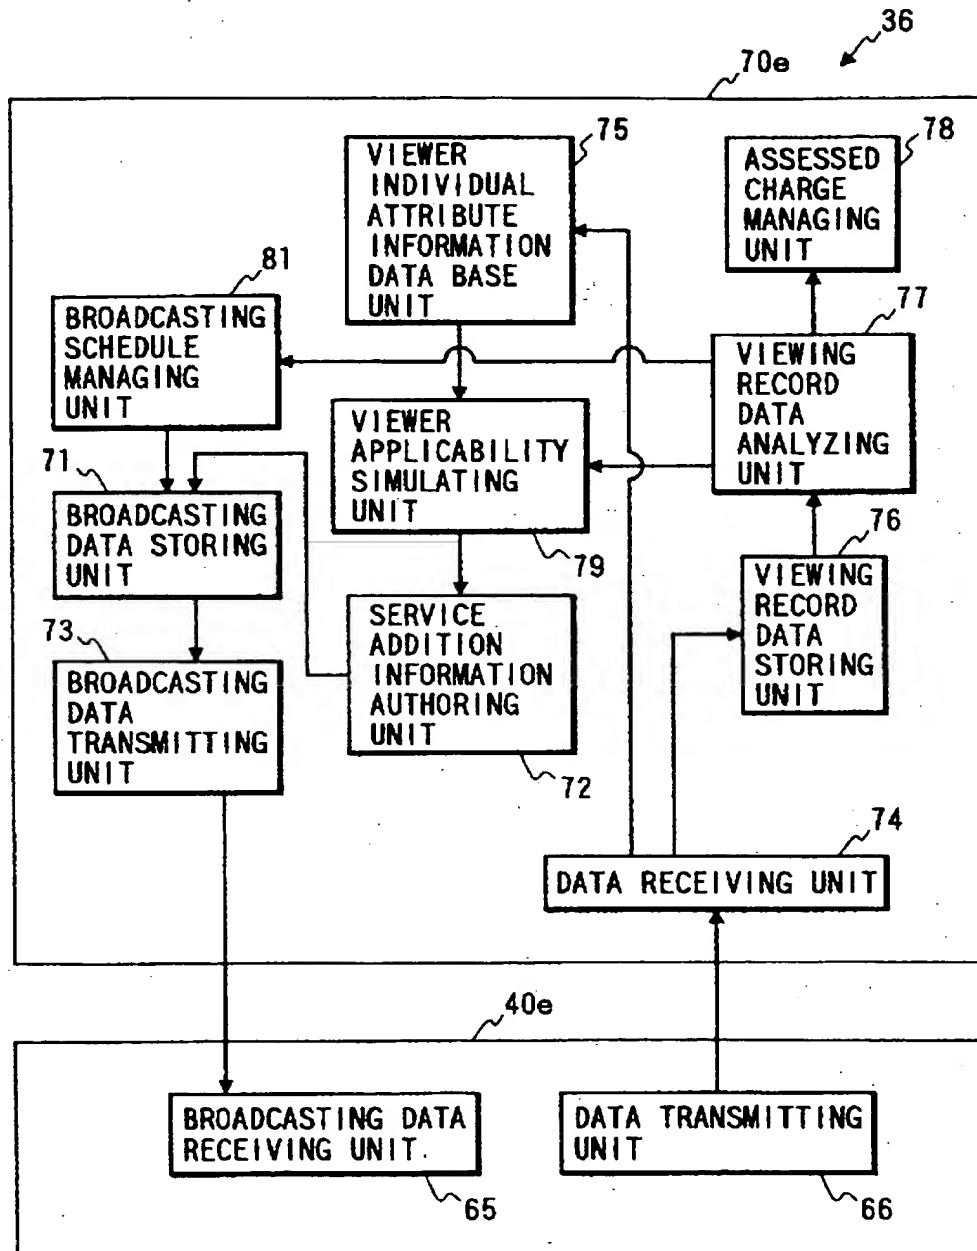 36
70e
75
VIEWER
INDIVIDUAL
ATTRIBUTE
INFORMATION
DATA BASE
UNIT
78
ASSESSED
CHARGE
MANAGING
UNIT
81
BROADCASTING
SCHEDULE
MANAGING
UNIT
77
VIEWING
RECORD
DATA
ANALYZING
UNIT
VIEWER
APPLICABILITY
SIMULATING
UNIT
79
71
BROADCASTING
DATA STORING
UNIT
76
VIEWING
RECORD
DATA
STORING
UNIT
SERVICE
ADDITION
INFORMATION
AUTHORING
UNIT
72
73
BROADCASTING
DATA
TRANSMITTING
UNIT
74
DATA RECEIVING UNIT
40e
BROADCASTING DATA
RECEIVING UNIT
65
DATA TRANSMITTING
UNIT
66